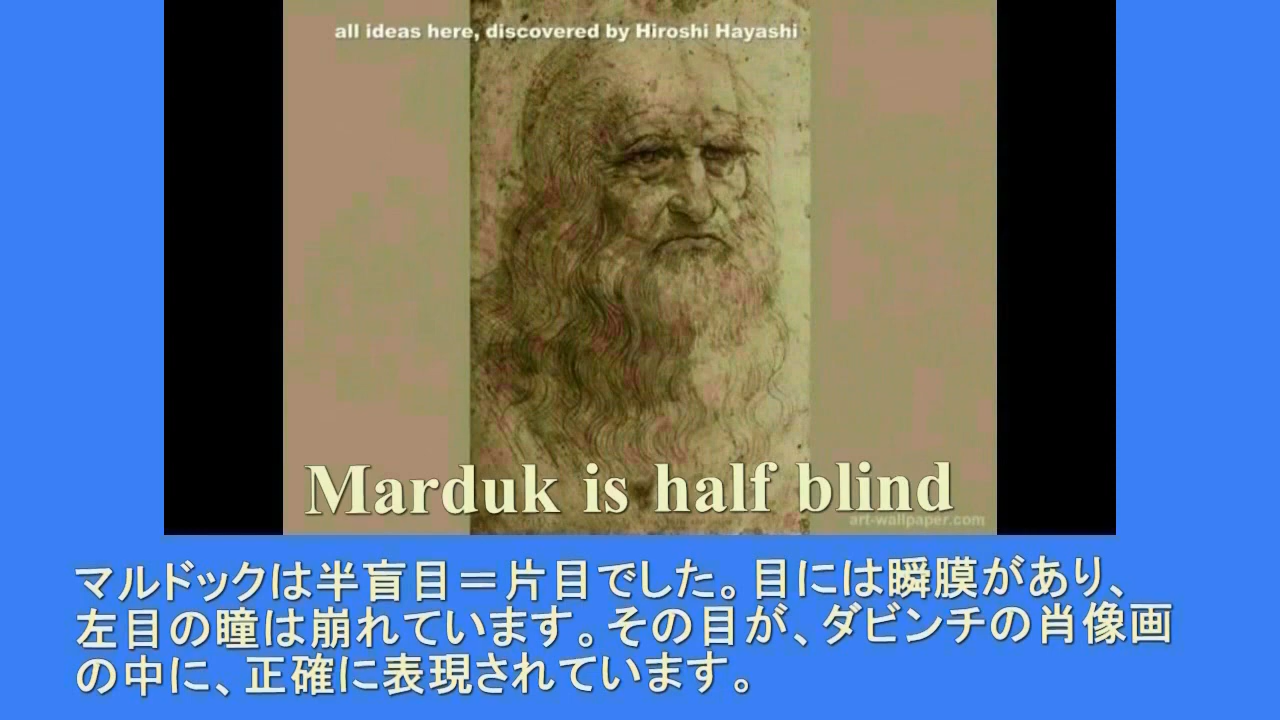 all ideas here, discovered by Hiroshi Hayashi
Marduk is half blind
art-wallpaper.com
マルドックは半盲目＝片目でした。目には瞬膜があり、
左目の瞳は崩れています。その目が、ダビンチの肖像画
の中に、正確に表現されています。